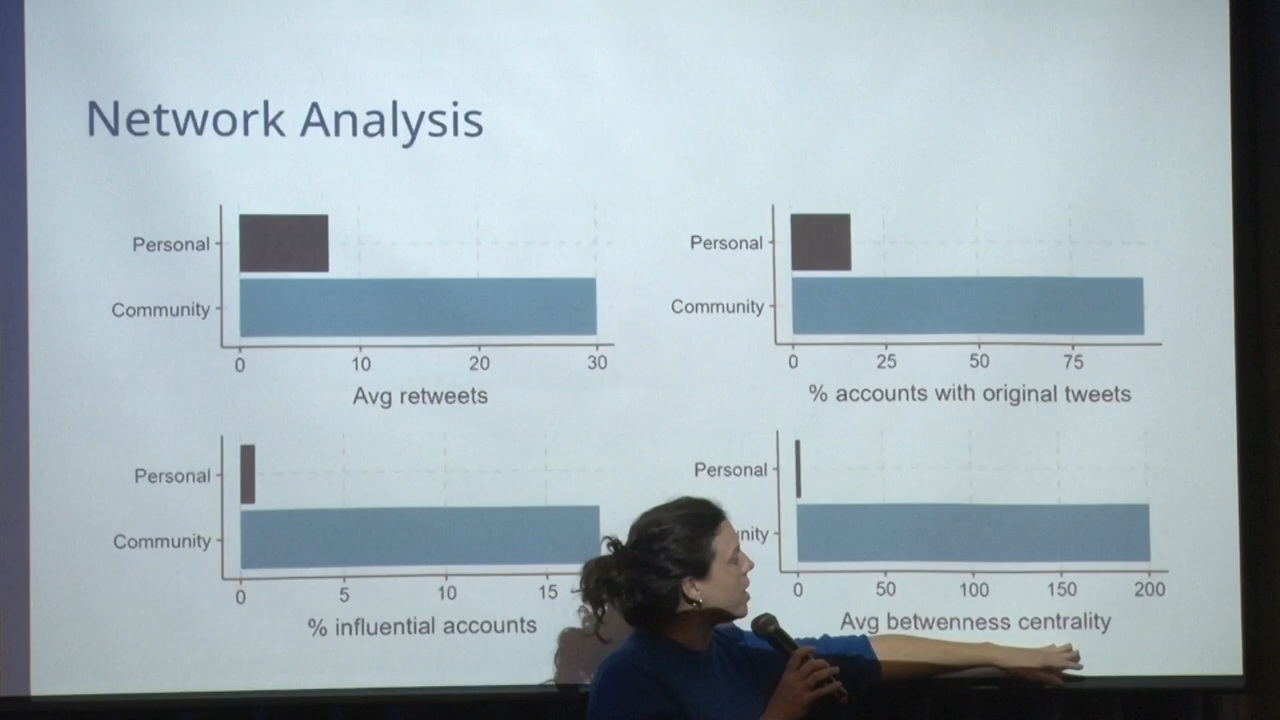 Network Analysis
Personal
Community
0 10 20 30
Avg retweets
Personal
Community
0 25 50 75
% accounts with original tweets
Personal
Community
0 5 10 15
% influential accounts
Personal
nity
0 50 100 150 200
Avg betwenness centrality